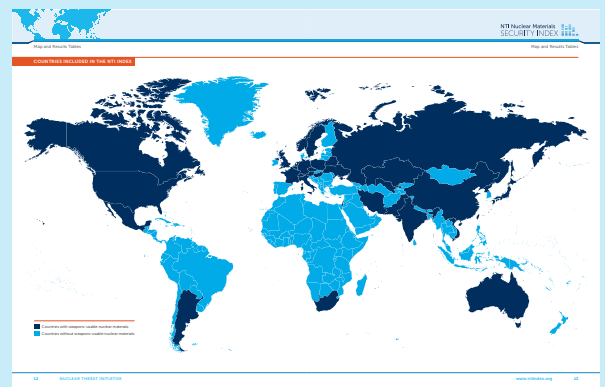 NTI Nuclear Materials
SECURITY INDEX
Map and Results Tables
Map and Results Tables
COUNTRIES INCLUDED IN THE NTI INDEX
Countries with weapons-usable nuclear materials
Countries without weapons-usable nuclear materials
12
NUCLEAR THREAT INITIATIVE
www.ntiindex.org